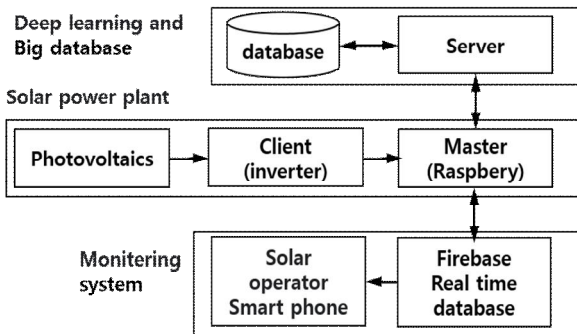 Deep learning and
Big database
database
Server
Solar power plant
Photovoltaics
Client
(inverter)
Master
(Raspbery)
Monitering
system
Solar
operator
Smart phone
Firebase
Real time
database